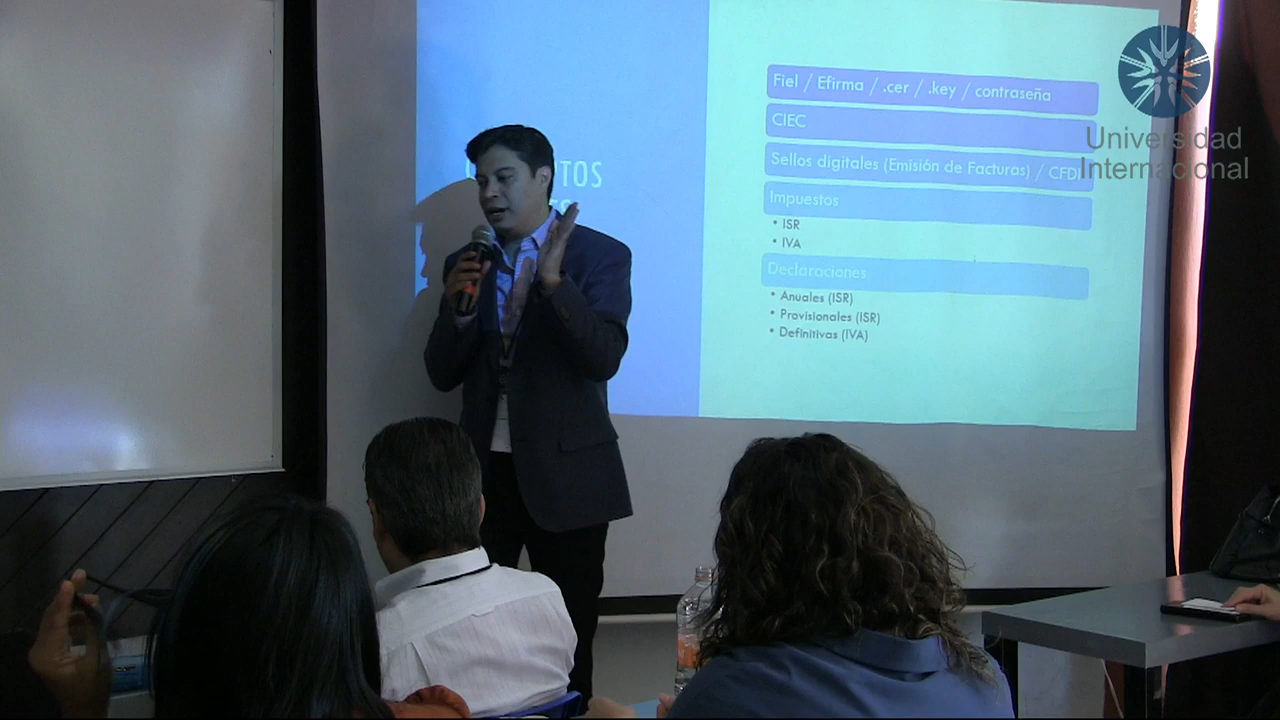 Fiel / Efirma / .cer / .key / contraseña
CIEC
Sellos digitales (Emisión de Facturas) / CFDI
Impuestos
• ISR
• IVA
Declaraciones
• Anuales (ISR)
• Provisionales (ISR)
• Definitivas (IVA)
Universidad
Internacional